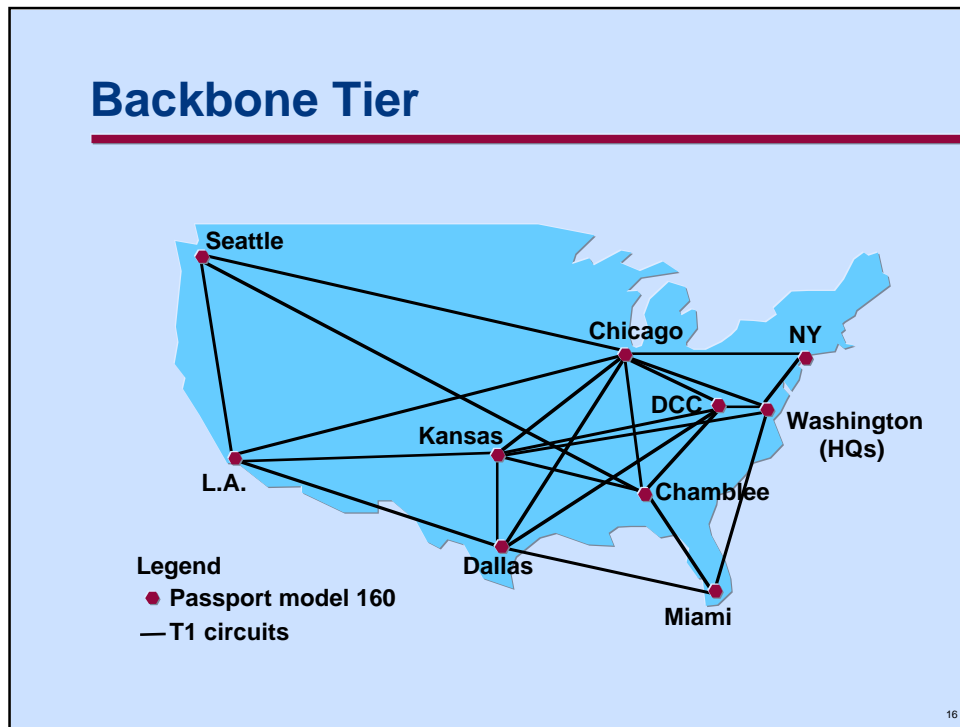 Backbone Tier
Seattle
Chicago
NY
DCC
Washington
(HQs)
Kansas
L.A.
Chamblee
Dallas
Miami
Legend
Passport model 160
T1 circuits
16